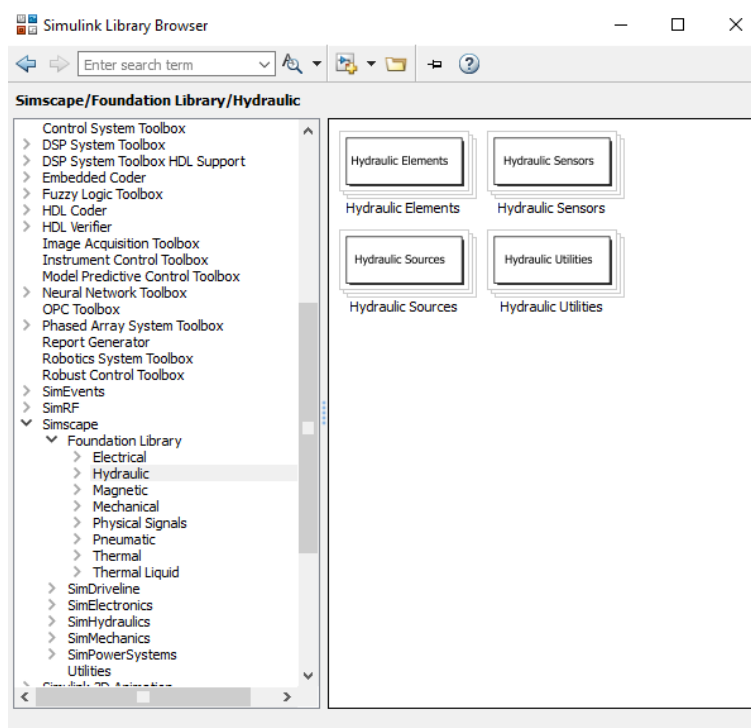 Simulink Library Browser
Enter search term
Simscape/Foundation Library/Hydraulic
Control System Toolbox
DSP System Toolbox
DSP System Toolbox HDL Support
Embedded Coder
Fuzzy Logic Toolbox
HDL Coder
HDL Verifier
Image Acquisition Toolbox
Instrument Control Toolbox
Model Predictive Control Toolbox
Neural Network Toolbox
OPC Toolbox
Phased Array System Toolbox
Report Generator
Robotics System Toolbox
Robust Control Toolbox
SimEvents
SimRF
Simscape
Foundation Library
Electrical
Hydraulic
Magnetic
Mechanical
Physical Signals
Pneumatic
Thermal
Thermal Liquid
SimDriveline
SimElectronics
SimHydraulics
SimMechanics
SimPowerSystems
Utilities
Simulink 3D Animation
Hydraulic Elements
Hydraulic Sensors
Hydraulic Elements
Hydraulic Sensors
Hydraulic Sources
Hydraulic Utilities
Hydraulic Sources
Hydraulic Utilities